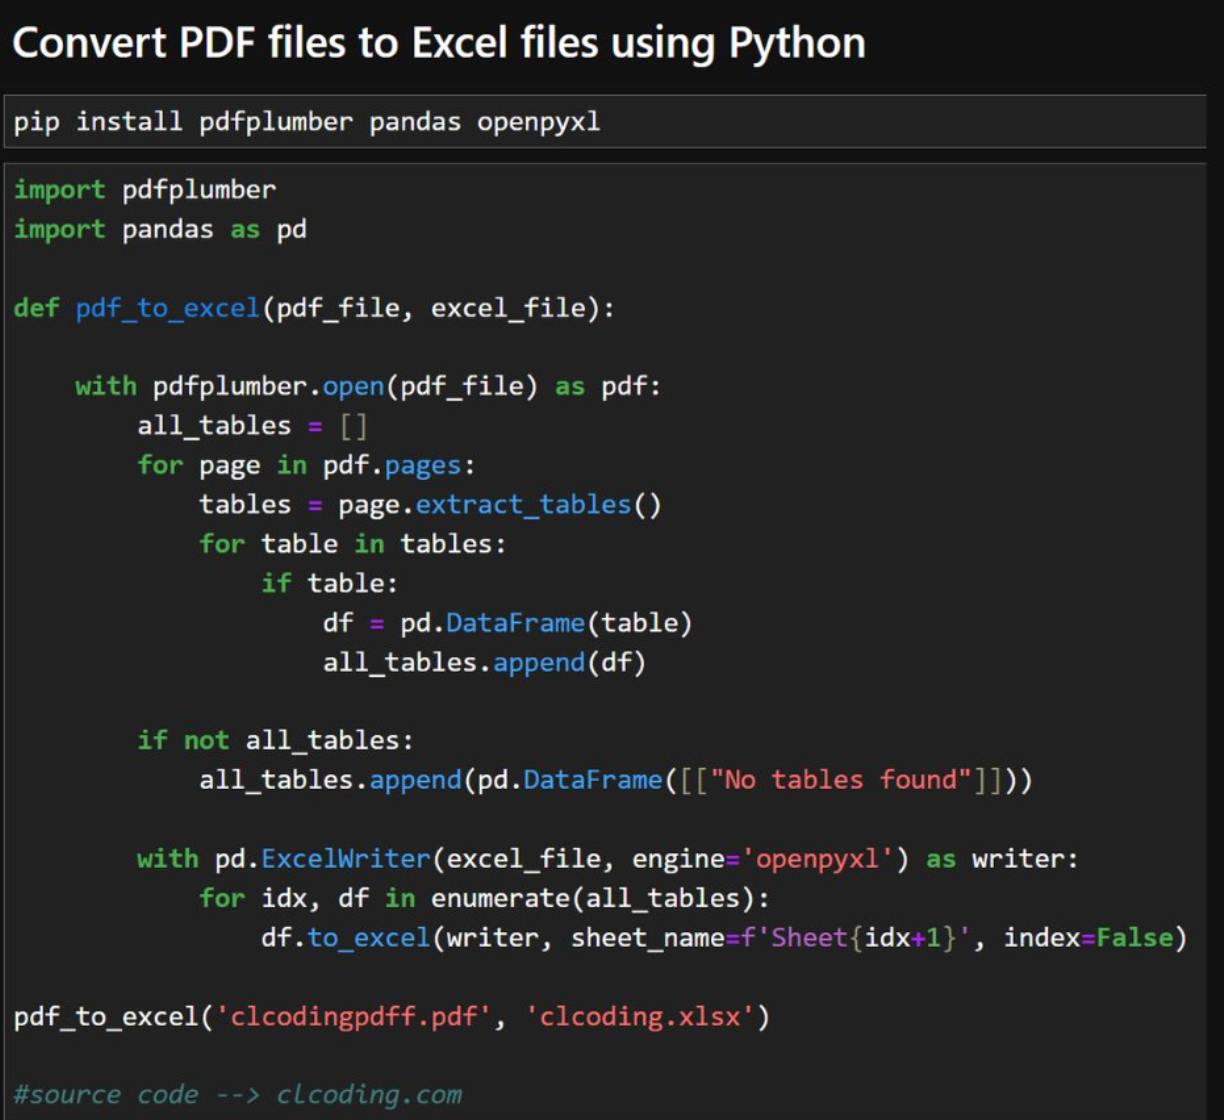 Convert PDF files to Excel files using Python
pip install pdfplumber pandas openpyxl
import pdfplumber
import pandas as pd
def pdf_to_excel(pdf_file, excel_file):
    with pdfplumber.open(pdf_file) as pdf:
        all_tables = []
        for page in pdf.pages:
            tables = page.extract_tables()
            for table in tables:
                if table:
                    df = pd.DataFrame(table)
                    all_tables.append(df)
        if not all_tables:
            all_tables.append(pd.DataFrame([["No tables found"]]))
        with pd.ExcelWriter(excel_file, engine='openpyxl') as writer:
            for idx, df in enumerate(all_tables):
                df.to_excel(writer, sheet_name=f'Sheet{idx+1}', index=False)
pdf_to_excel('clcodingpdff.pdf', 'clcoding.xlsx')
#source code --> clcoding.com